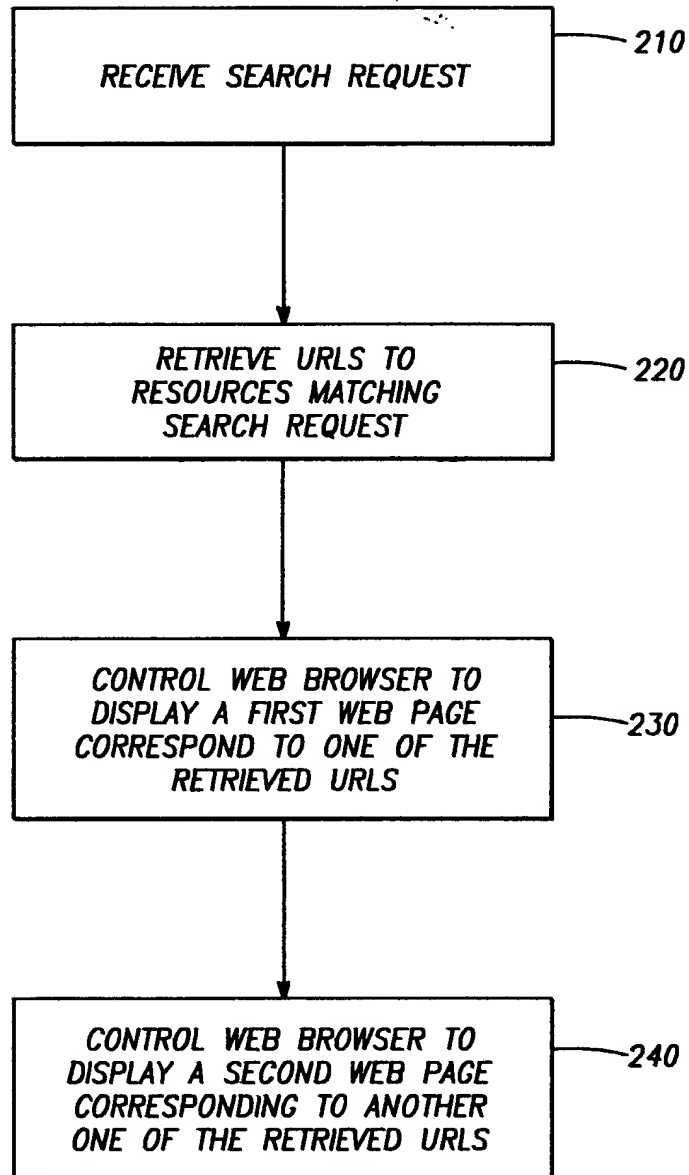 RECEIVE SEARCH REQUEST
210
RETRIEVE URLS TO
RESOURCES MATCHING
SEARCH REQUEST
220
CONTROL WEB BROWSER TO
DISPLAY A FIRST WEB PAGE
CORRESPOND TO ONE OF THE
RETRIEVED URLS
230
CONTROL WEB BROWSER TO
DISPLAY A SECOND WEB PAGE
CORRESPONDING TO ANOTHER
ONE OF THE RETRIEVED URLS
240